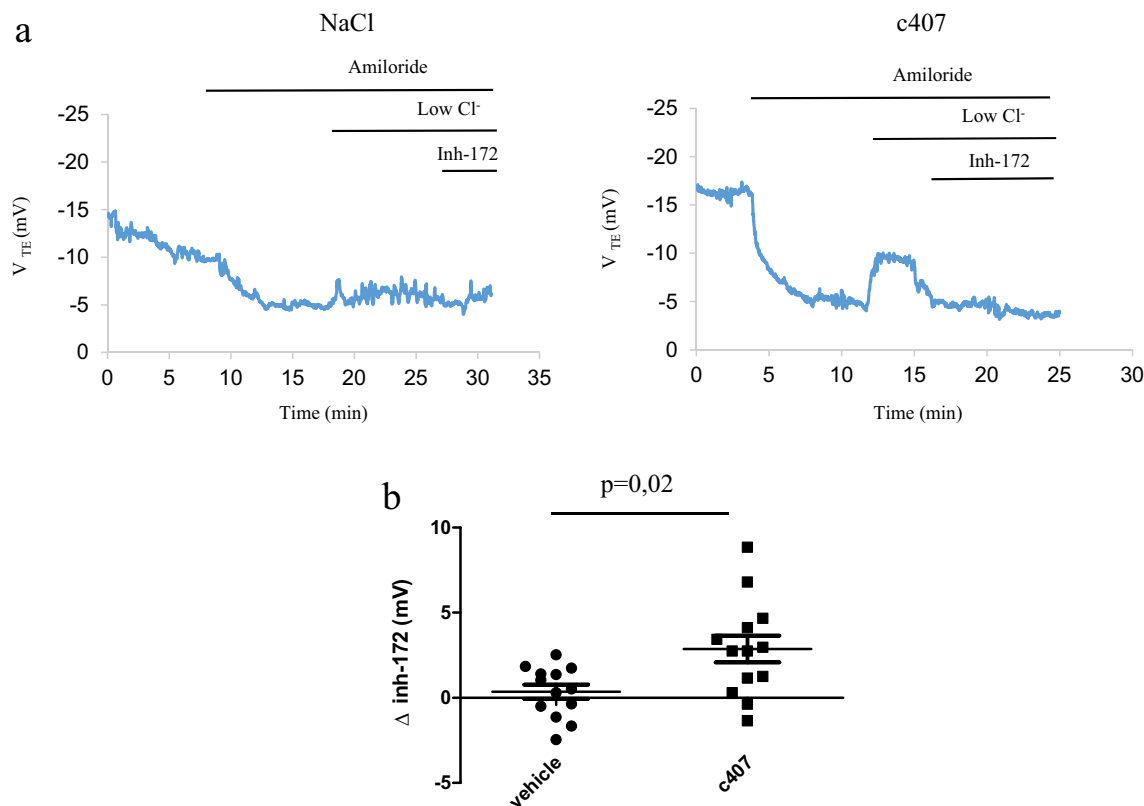 a
NaCl
Amiloride
Low Cl-
Inh-172
-25
-20
-15
-10
-5
0
V TE (mV)
0 5 10 15 20 25 30 35
Time (min)
c407
Amiloride
Low Cl-
Inh-172
-25
-20
-15
-10
-5
0
V TE (mV)
0 5 10 15 20 25 30
Time (min)
b
p=0,02
10
5
0
-5
Δ inh-172 (mV)
vehicle
c407